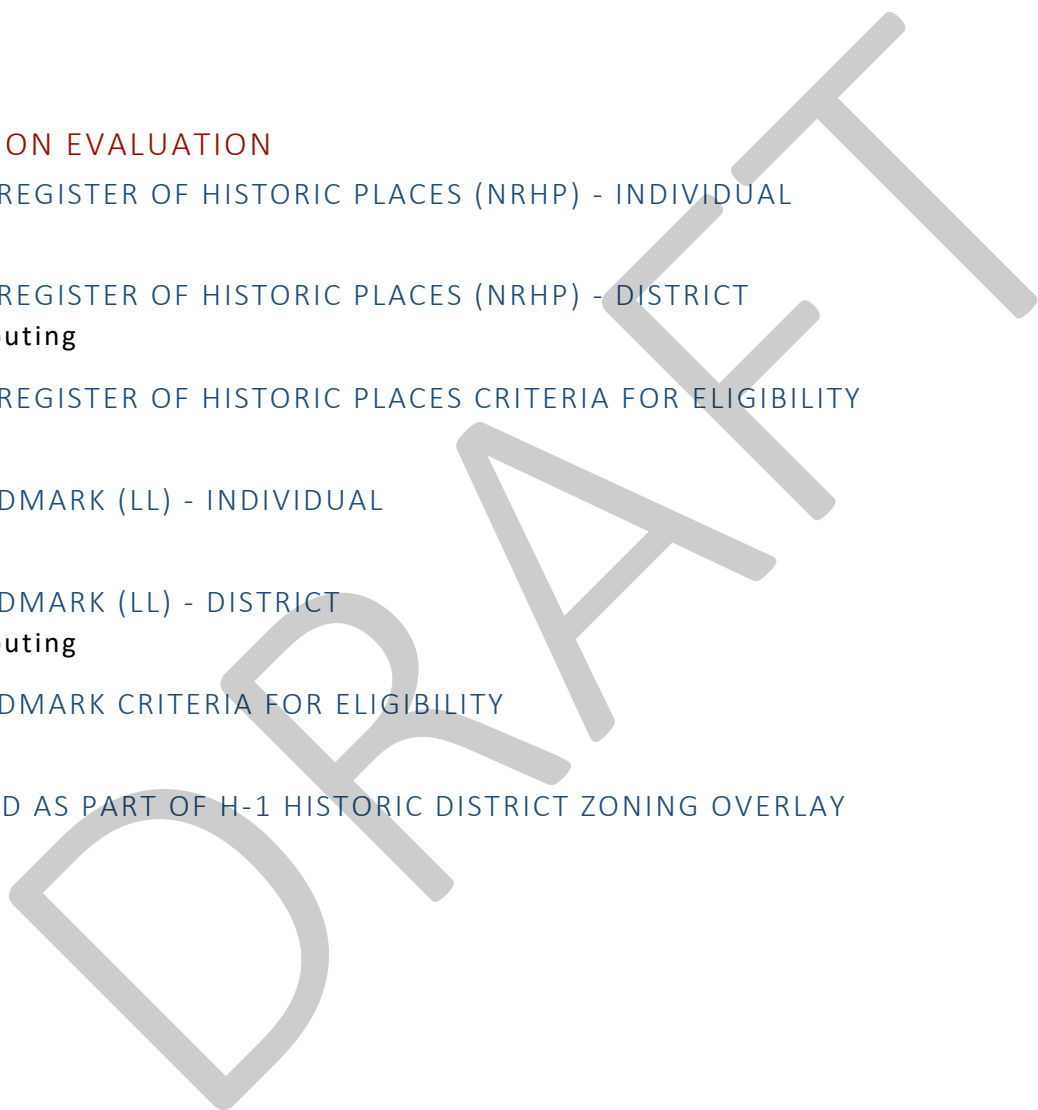 ON EVALUATION
REGISTER OF HISTORIC PLACES (NRHP) - INDIVIDUAL
REGISTER OF HISTORIC PLACES (NRHP) - DISTRICT
outing
REGISTER OF HISTORIC PLACES CRITERIA FOR ELIGIBILITY
DMARK (LL) - INDIVIDUAL
DMARK (LL) - DISTRICT
outing
DMARK CRITERIA FOR ELIGIBILITY
D AS PART OF H-1 HISTORIC DISTRICT ZONING OVERLAY
DRAFT